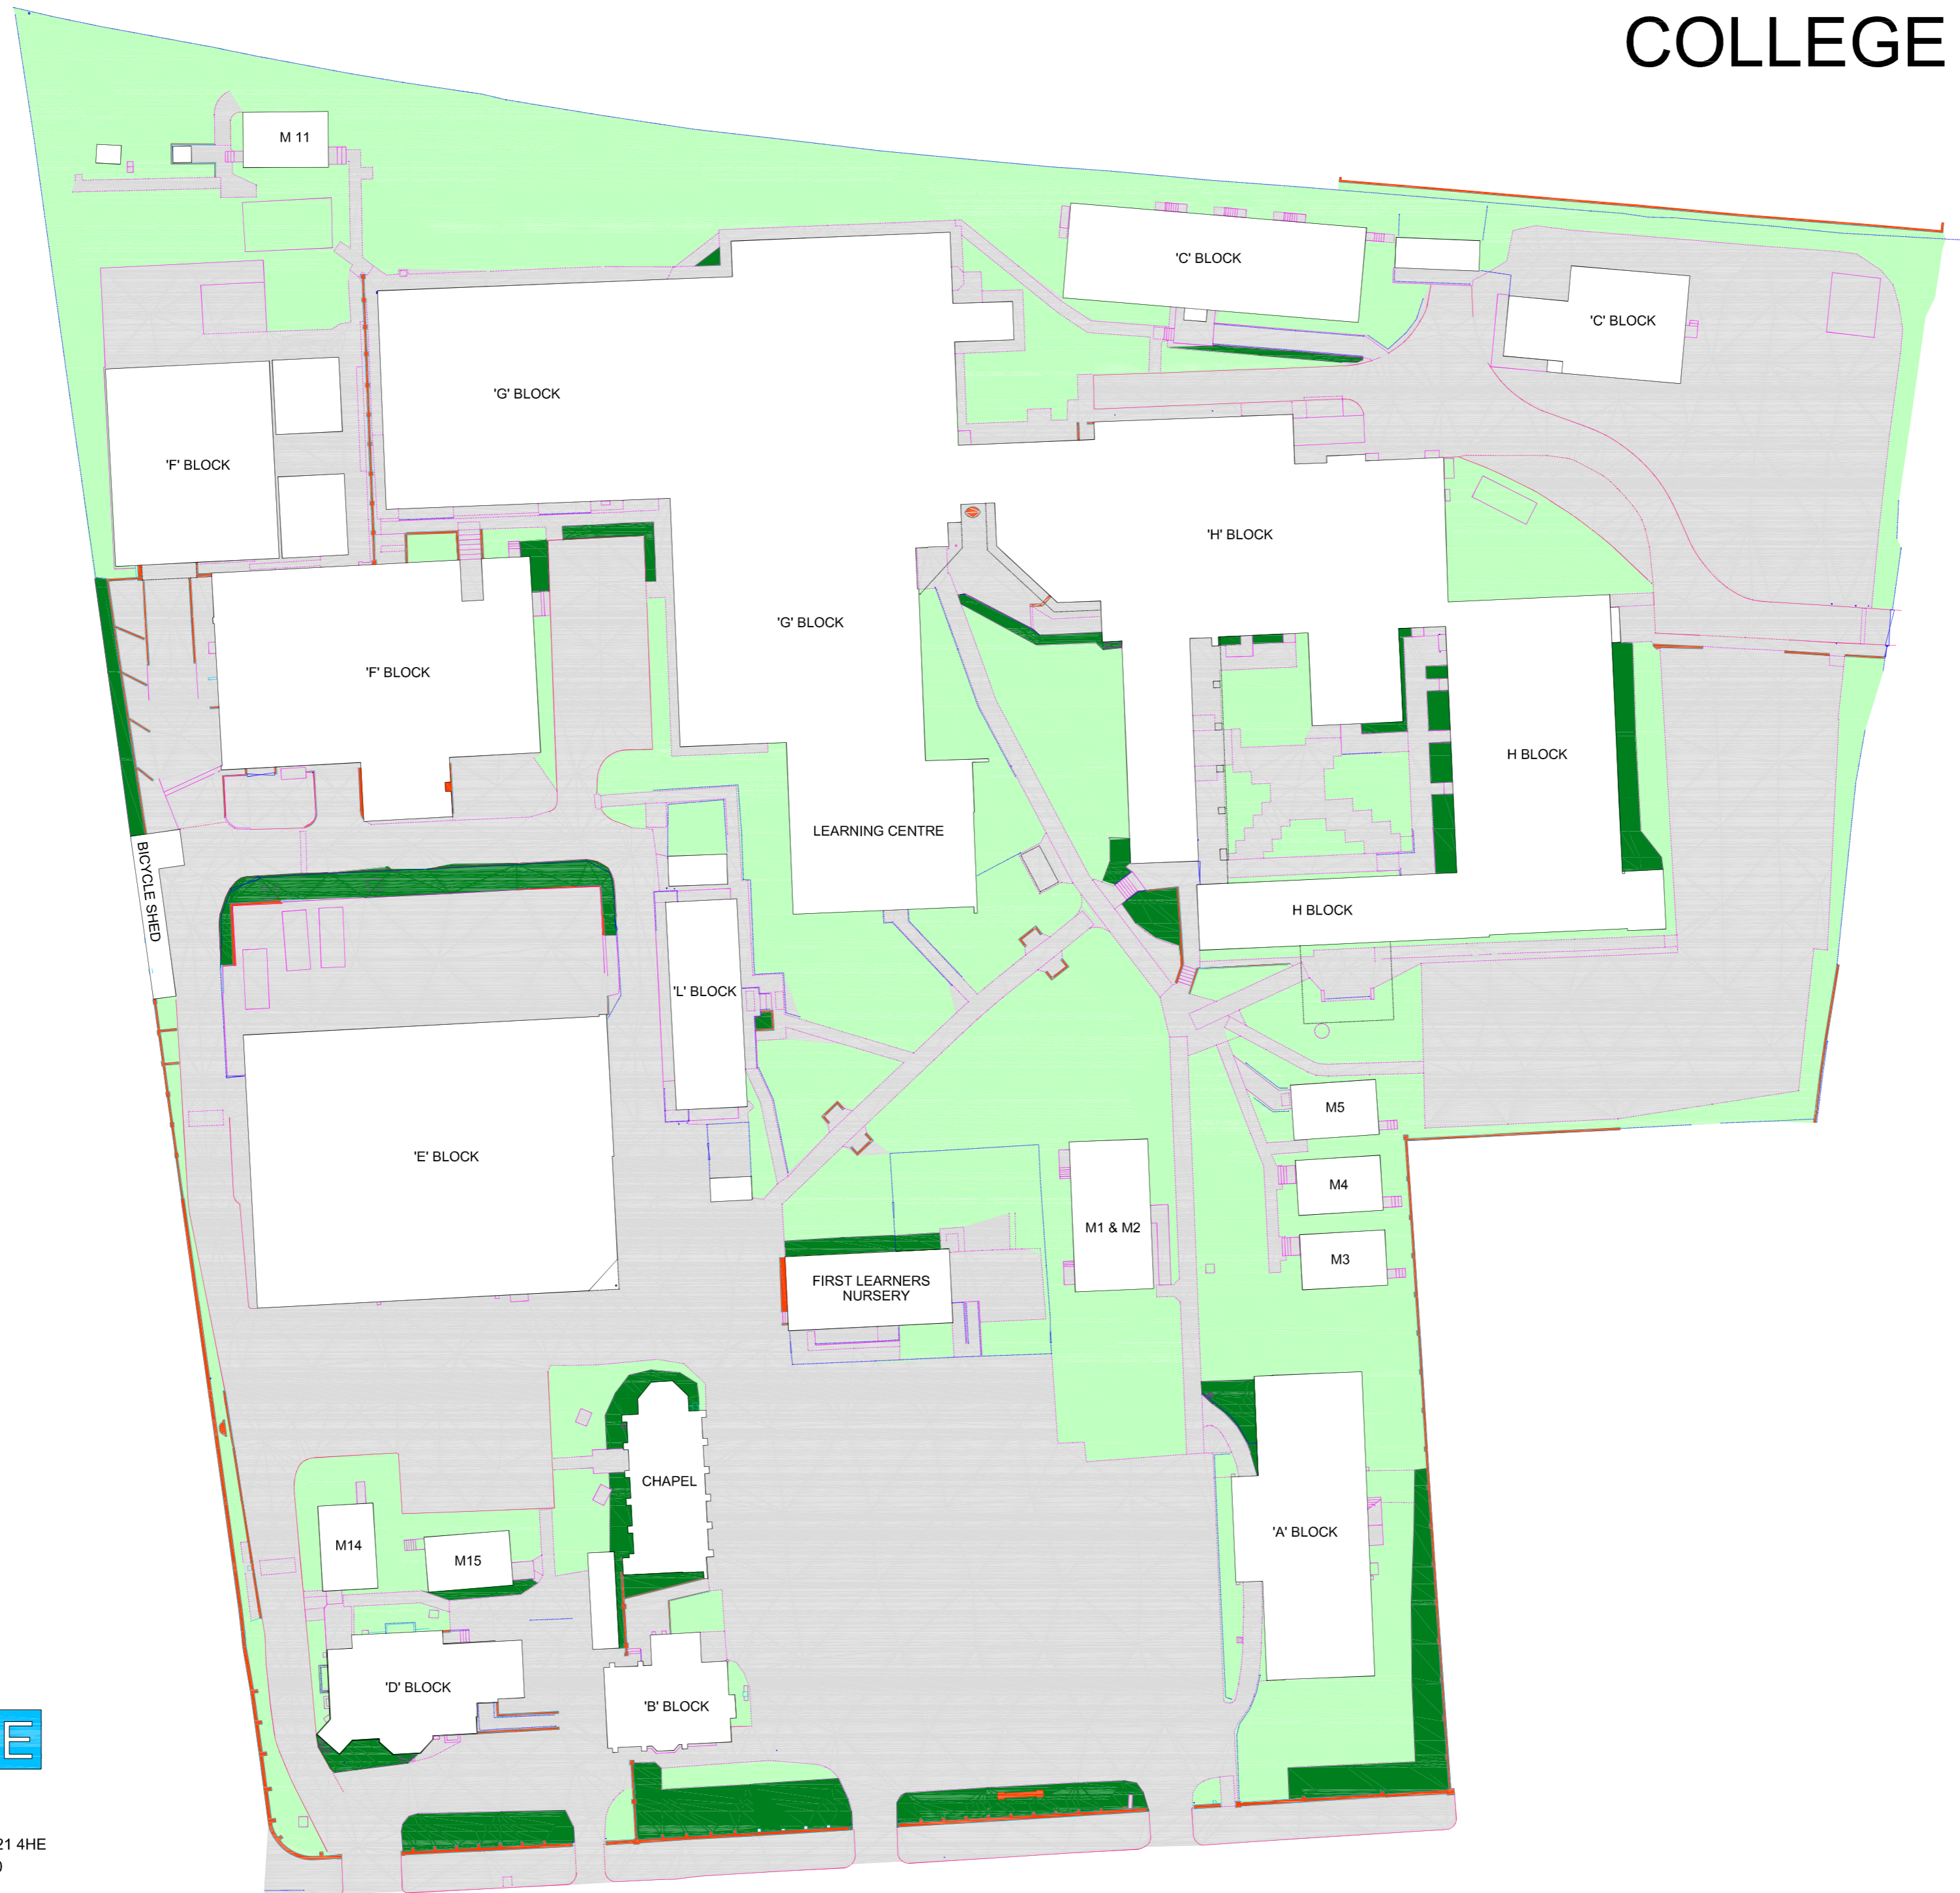 COLLEGE
M 11
'C' BLOCK
'C' BLOCK
'G' BLOCK
'F' BLOCK
'H' BLOCK
'G' BLOCK
'F' BLOCK
H BLOCK
LEARNING CENTRE
BICYCLE SHED
H BLOCK
'L' BLOCK
M5
'E' BLOCK
M4
M1 & M2
M3
FIRST LEARNERS
NURSERY
CHAPEL
'A' BLOCK
M14
M15
'D' BLOCK
'B' BLOCK
E
21 4HE